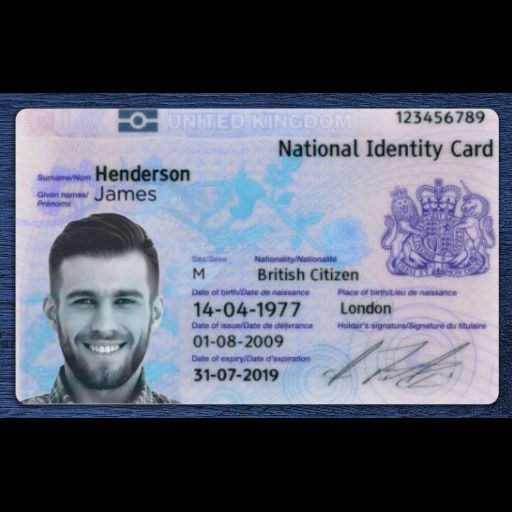 UNITED KINGDOM
123456789
National Identity Card
Surname/Nom Henderson
Given names/ James
Prénoms
Sex/Sexe Nationality/Nationalité
M British Citizen
Date of birth/Date de naissance Place of birth/Lieu de naissance
14-04-1977 London
Date of issue/Date de délivrance Holder's signature/Signature du titulaire
01-08-2009
Date of expiry/Date d'expiration
31-07-2019